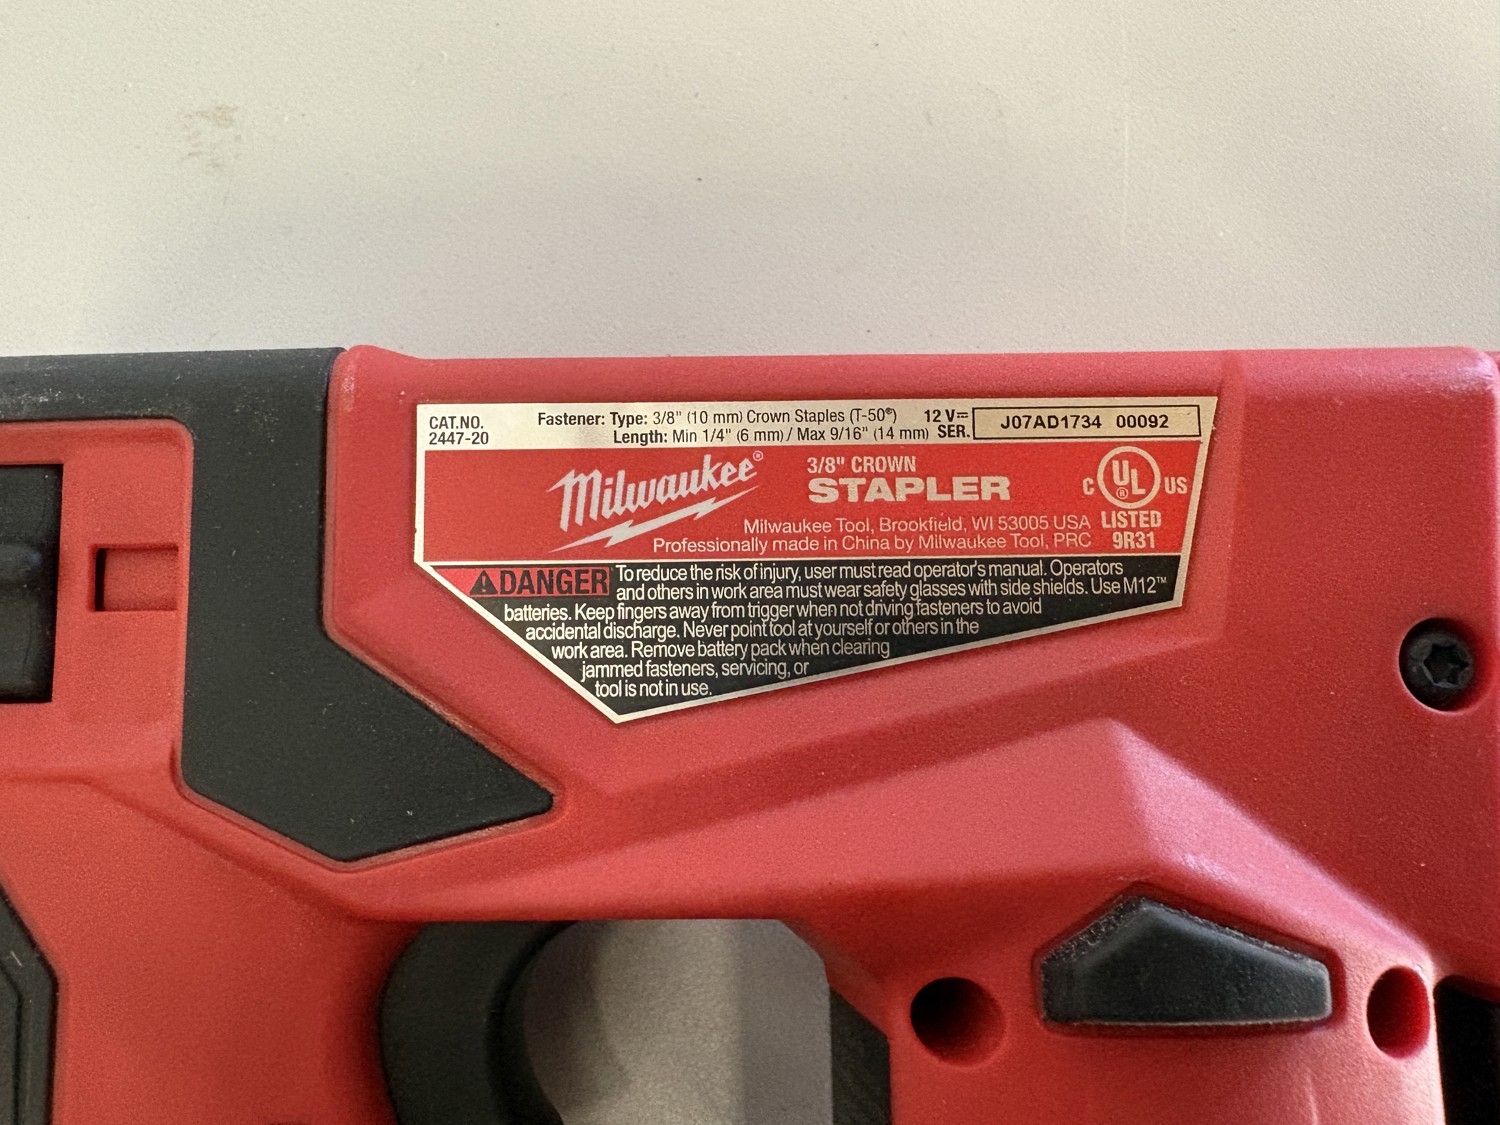 CAT.NO.
2447-20
Fastener: Type: 3/8" (10 mm) Crown Staples (T-50®)
Length: Min 1/4" (6 mm) / Max 9/16" (14 mm)
12 V⎓
SER. J07AD1734 00092
Milwaukee®
3/8" CROWN
STAPLER
C UL® US
LISTED
9R31
Milwaukee Tool, Brookfield, WI 53005 USA
Professionally made in China by Milwaukee Tool, PRC
⚠DANGER To reduce the risk of injury, user must read operator's manual. Operators
and others in work area must wear safety glasses with side shields. Use M12™
batteries. Keep fingers away from trigger when not driving fasteners to avoid
accidental discharge. Never point tool at yourself or others in the
work area. Remove battery pack when clearing
jammed fasteners, servicing, or
tool is not in use.